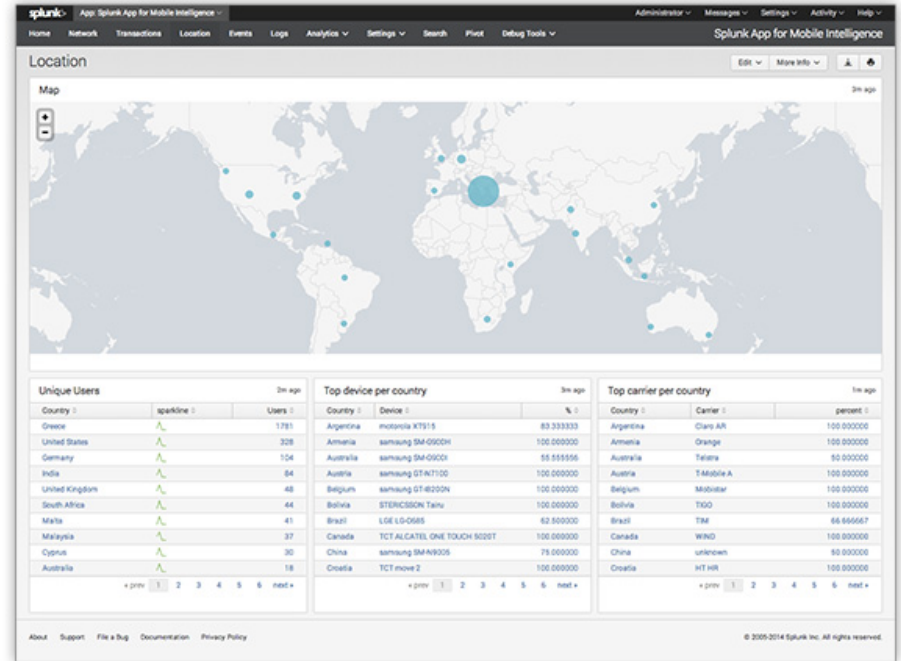 splunk> App: Splunk App for Mobile Intelligence Administrator Messages Settings Activity Help
Home Network Transactions Location Events Logs Analytics Settings Search Pivot Debug Tools Splunk App for Mobile Intelligence
Location Edit More Info
Map 3m ago
+
-
Unique Users 2m ago
Country sparkline Users
Greece 1781
United States 328
Germany 104
India 84
United Kingdom 48
South Africa 44
Malta 41
Malaysia 37
Cyprus 30
Australia 18
« prev 1 2 3 4 5 6 next »
Top device per country 3m ago
Country Device %
Argentina motorola XT915 83.333333
Armenia samsung SM-G900H 100.000000
Australia samsung SM-G900I 55.555556
Austria samsung GT-N7100 100.000000
Belgium samsung GT-I8200N 100.000000
Bolivia STERICSSON Tairu 100.000000
Brazil LGE LG-D685 62.500000
Canada TCT ALCATEL ONE TOUCH 5020T 100.000000
China samsung SM-N9005 75.000000
Croatia TCT move 2 100.000000
« prev 1 2 3 4 5 6 next »
Top carrier per country 1m ago
Country Carrier percent
Argentina Claro AR 100.000000
Armenia Orange 100.000000
Australia Telstra 50.000000
Austria T-Mobile A 100.000000
Belgium Mobistar 100.000000
Bolivia TIGO 100.000000
Brazil TIM 66.666667
Canada WIND 100.000000
China unknown 50.000000
Croatia HT HR 100.000000
« prev 1 2 3 4 5 6 next »
About Support File a Bug Documentation Privacy Policy © 2005-2014 Splunk Inc. All rights reserved.